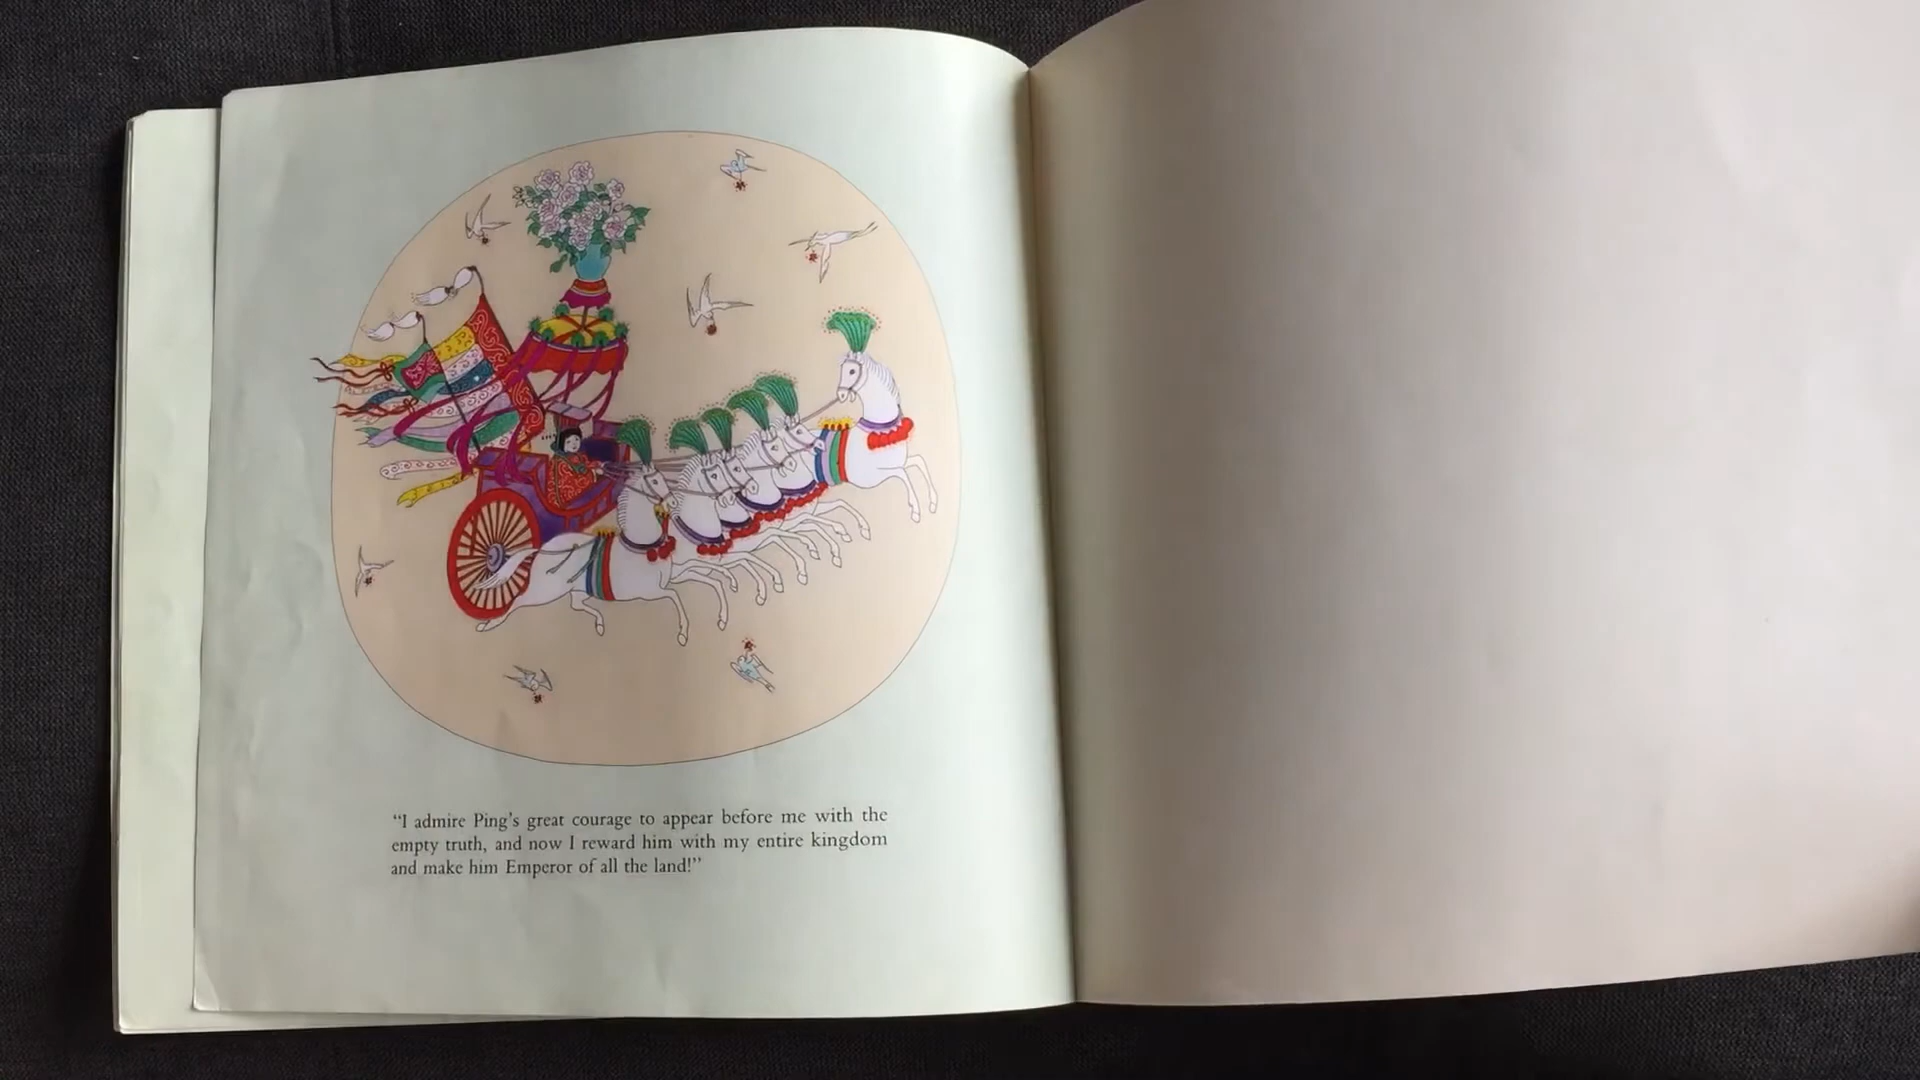 “I admire Ping’s great courage to appear before me with the
empty truth, and now I reward him with my entire kingdom
and make him Emperor of all the land!”